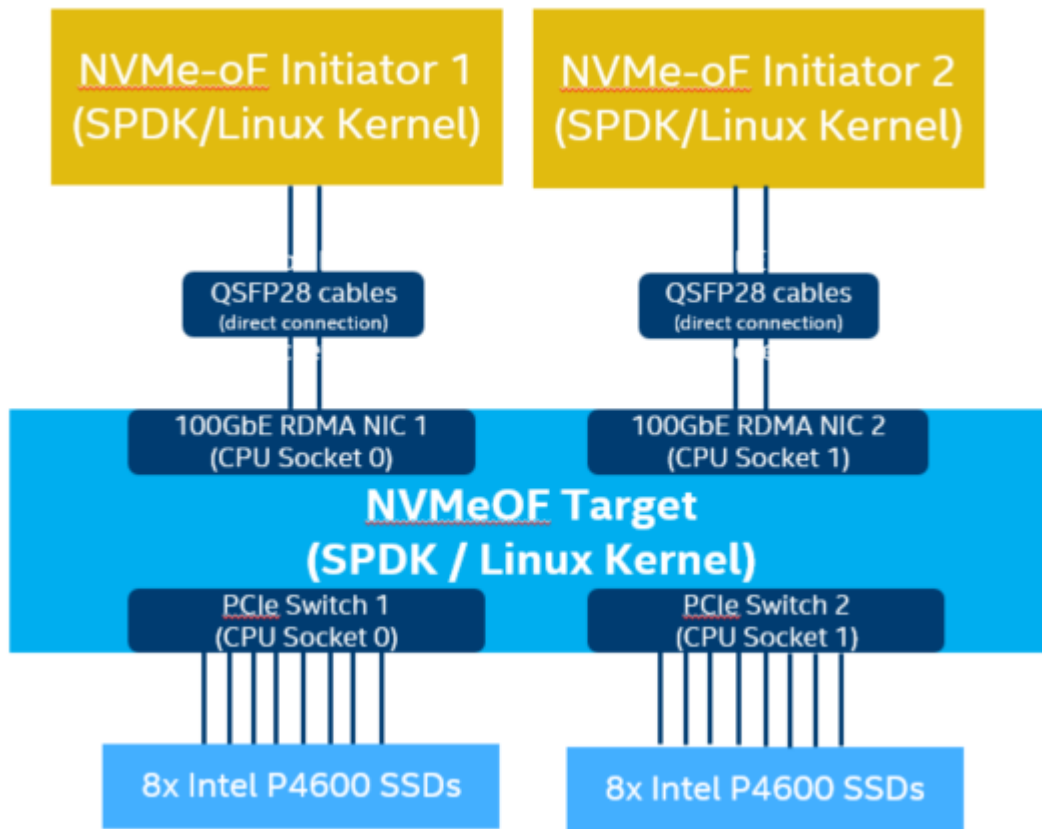 NVMe-oF Initiator 1
(SPDK/Linux Kernel)
NVMe-oF Initiator 2
(SPDK/Linux Kernel)
QSFP28 cables
(direct connection)
QSFP28 cables
(direct connection)
100GbE RDMA NIC 1
(CPU Socket 0)
100GbE RDMA NIC 2
(CPU Socket 1)
NVMeOF Target
(SPDK / Linux Kernel)
PCIe Switch 1
(CPU Socket 0)
PCIe Switch 2
(CPU Socket 1)
8x Intel P4600 SSDs
8x Intel P4600 SSDs